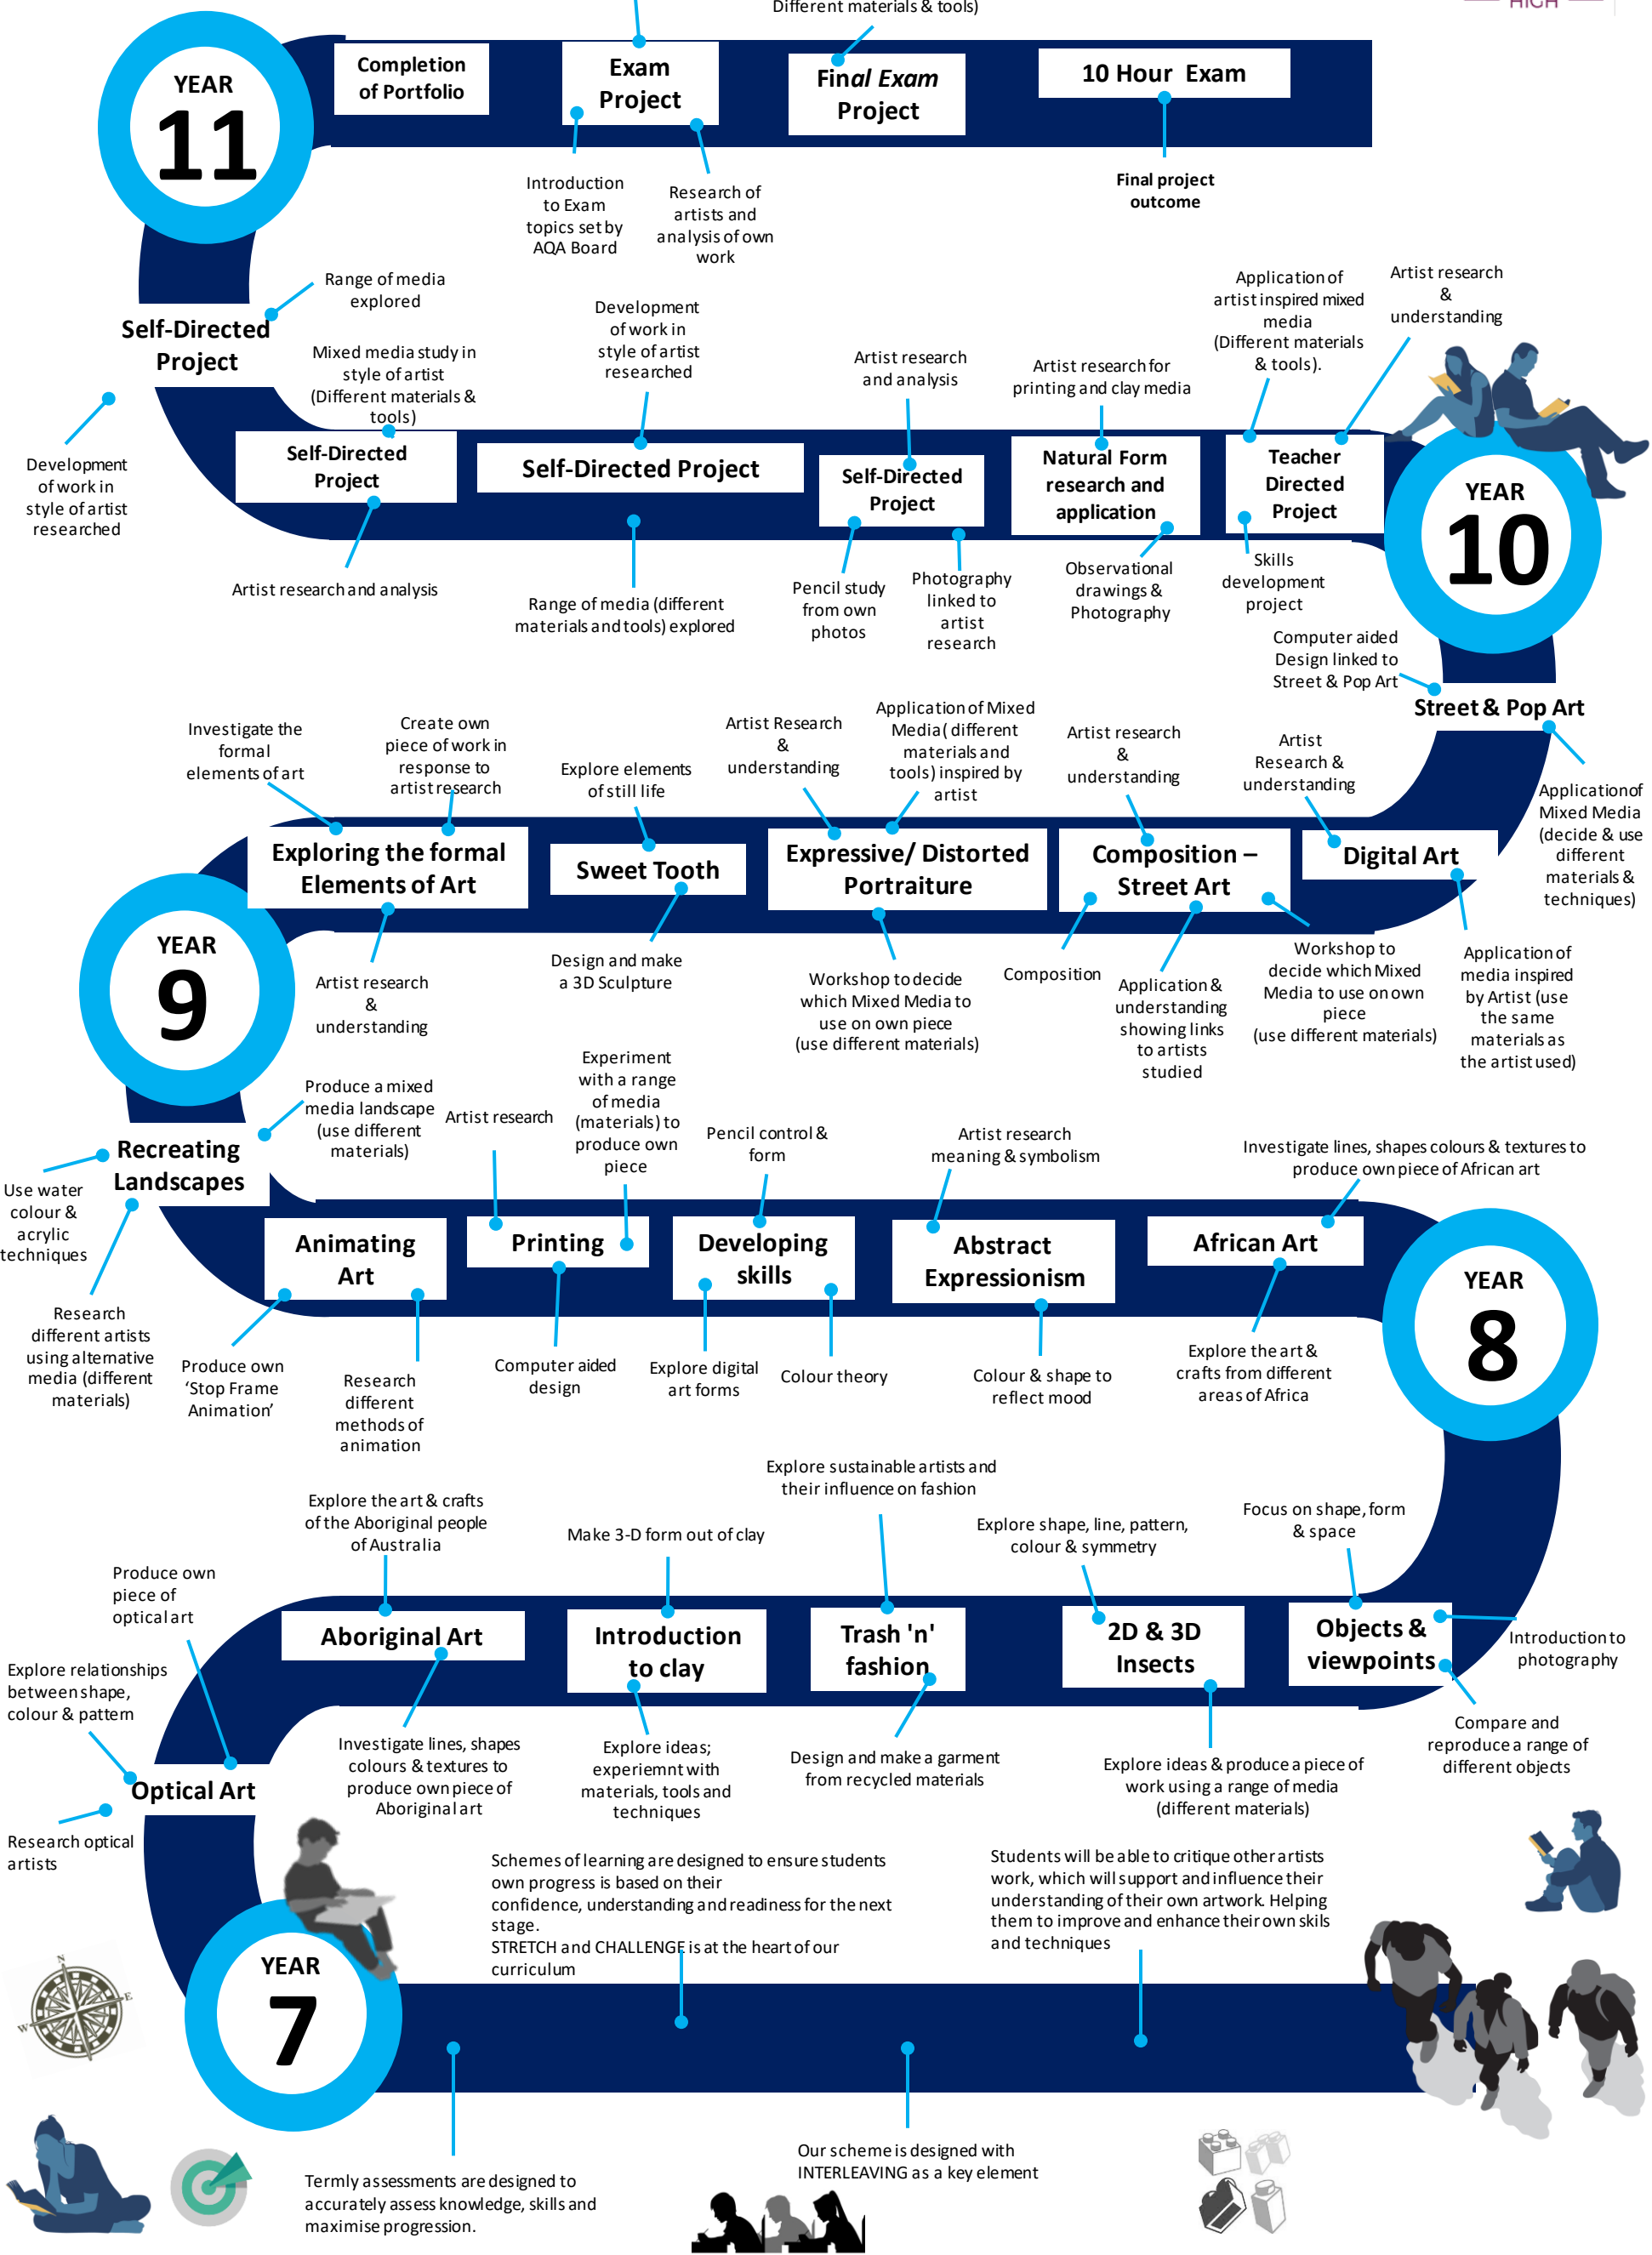 HIGH
Different materials & tools)
YEAR
11
Completion
of Portfolio
Exam
Project
Final Exam
Project
10 Hour Exam
Introduction
to Exam
topics set by
AQA Board
Research of
artists and
analysis of own
work
Final project
outcome
Range of media
explored
Self-Directed
Project
Development
of work in
style of artist
researched
Mixed media study in
style of artist
(Different materials &
tools)
Self-Directed
Project
Artist research and analysis
Development
of work in
style of artist
researched
Self-Directed Project
Range of media (different
materials and tools) explored
Artist research
and analysis
Self-Directed
Project
Pencil study
from own
photos
Photography
linked to
artist
research
Artist research for
printing and clay media
Natural Form
research and
application
Observational
drawings &
Photography
Application of
artist inspired mixed
media
(Different materials
& tools).
Artist research
&
understanding
Teacher
Directed
Project
Skills
development
project
YEAR
10
Computer aided
Design linked to
Street & Pop Art
Street & Pop Art
Application of
Mixed Media
(decide & use
different
materials &
techniques)
Investigate the
formal
elements of art
Create own
piece of work in
response to
artist research
Exploring the formal
Elements of Art
Artist research
&
understanding
Explore elements
of still life
Sweet Tooth
Design and make
a 3D Sculpture
Artist Research
&
understanding
Application of Mixed
Media( different
materials and
tools) inspired by
artist
Expressive/ Distorted
Portraiture
Workshop to decide
which Mixed Media to
use on own piece
(use different materials)
Artist research
&
understanding
Composition –
Street Art
Composition
Application &
understanding
showing links
to artists
studied
Workshop to
decide which Mixed
Media to use on own
piece
(use different materials)
Artist
Research &
understanding
Digital Art
Application of
media inspired
by Artist (use
the same
materials as
the artist used)
YEAR
9
Produce a mixed
media landscape
(use different
materials)
Recreating
Landscapes
Use water
colour &
acrylic
techniques
Research
different artists
using alternative
media (different
materials)
Animating
Art
Produce own
‘Stop Frame
Animation’
Research
different
methods of
animation
Artist research
Experiment
with a range
of media
(materials) to
produce own
piece
Printing
Computer aided
design
Pencil control &
form
Developing
skills
Explore digital
art forms
Colour theory
Artist research
meaning & symbolism
Abstract
Expressionism
Colour & shape to
reflect mood
Investigate lines, shapes colours & textures to
produce own piece of African art
African Art
Explore the art &
crafts from different
areas of Africa
YEAR
8
Produce own
piece of
optical art
Explore relationships
between shape,
colour & pattern
Optical Art
Research optical
artists
Explore the art & crafts
of the Aboriginal people
of Australia
Aboriginal Art
Investigate lines, shapes
colours & textures to
produce own piece of
Aboriginal art
Make 3-D form out of clay
Introduction
to clay
Explore ideas;
experiemnt with
materials, tools and
techniques
Explore sustainable artists and
their influence on fashion
Trash 'n'
fashion
Design and make a garment
from recycled materials
Explore shape, line, pattern,
colour & symmetry
2D & 3D
Insects
Explore ideas & produce a piece of
work using a range of media
(different materials)
Focus on shape, form
& space
Objects &
viewpoints
Introduction to
photography
Compare and
reproduce a range of
different objects
YEAR
7
Schemes of learning are designed to ensure students
own progress is based on their
confidence, understanding and readiness for the next
stage.
STRETCH and CHALLENGE is at the heart of our
curriculum
Students will be able to critique other artists
work, which will support and influence their
understanding of their own artwork. Helping
them to improve and enhance their own skils
and techniques
N
E
W
Termly assessments are designed to
accurately assess knowledge, skills and
maximise progression.
Our scheme is designed with
INTERLEAVING as a key element